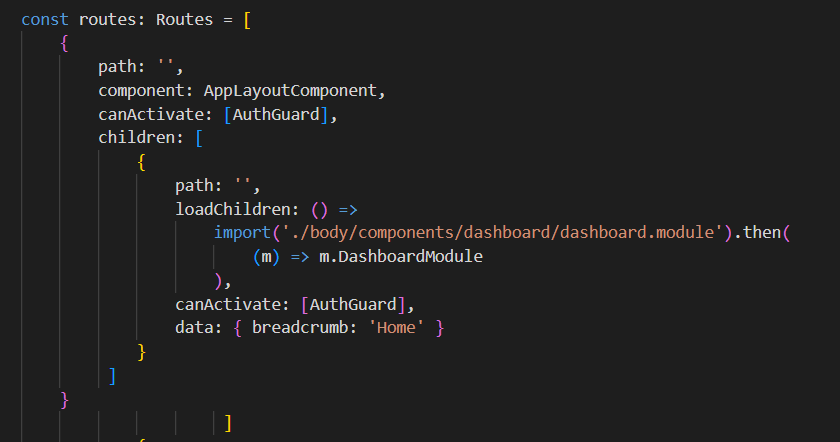 const routes: Routes = [
{
path: '',
component: AppLayoutComponent,
canActivate: [AuthGuard],
children: [
{
path: '',
loadChildren: () =>
import('./body/components/dashboard/dashboard.module').then(
(m) => m.DashboardModule
),
canActivate: [AuthGuard],
data: { breadcrumb: 'Home' }
}
]
}
]